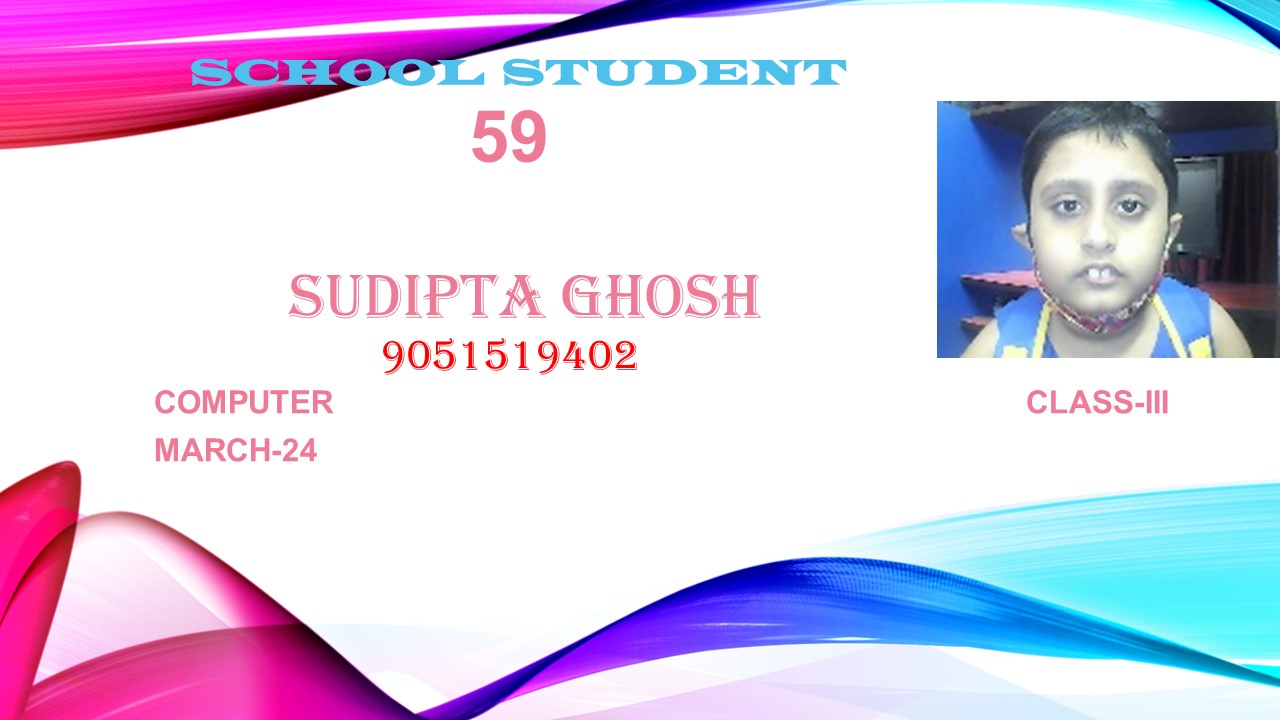 SCHOOL STUDENT
59
SUDIPTA GHOSH
9051519402
COMPUTER CLASS-III
MARCH-24